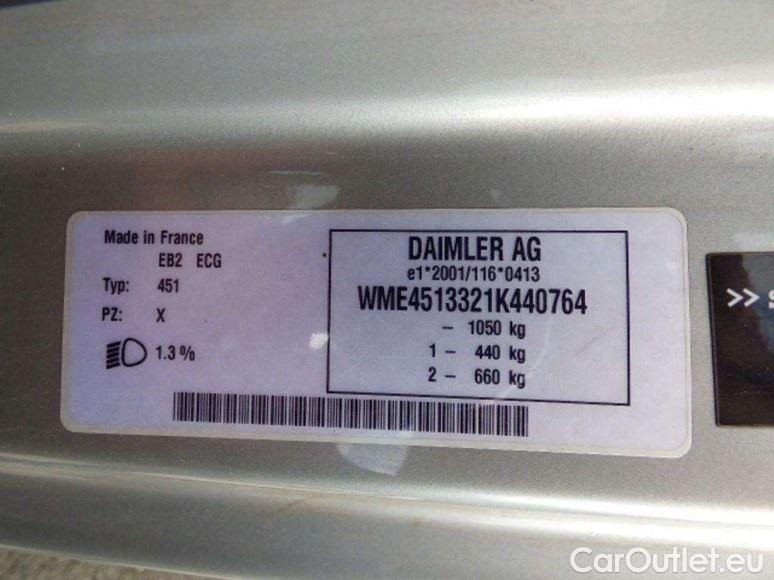 Made in France
EB2 ECG
Typ: 451
PZ: X
1.3 %
DAIMLER AG
e1*2001/116*0413
WME4513321K440764
– 1050 kg
1 – 440 kg
2 – 660 kg
>> s
CarOutlet.eu